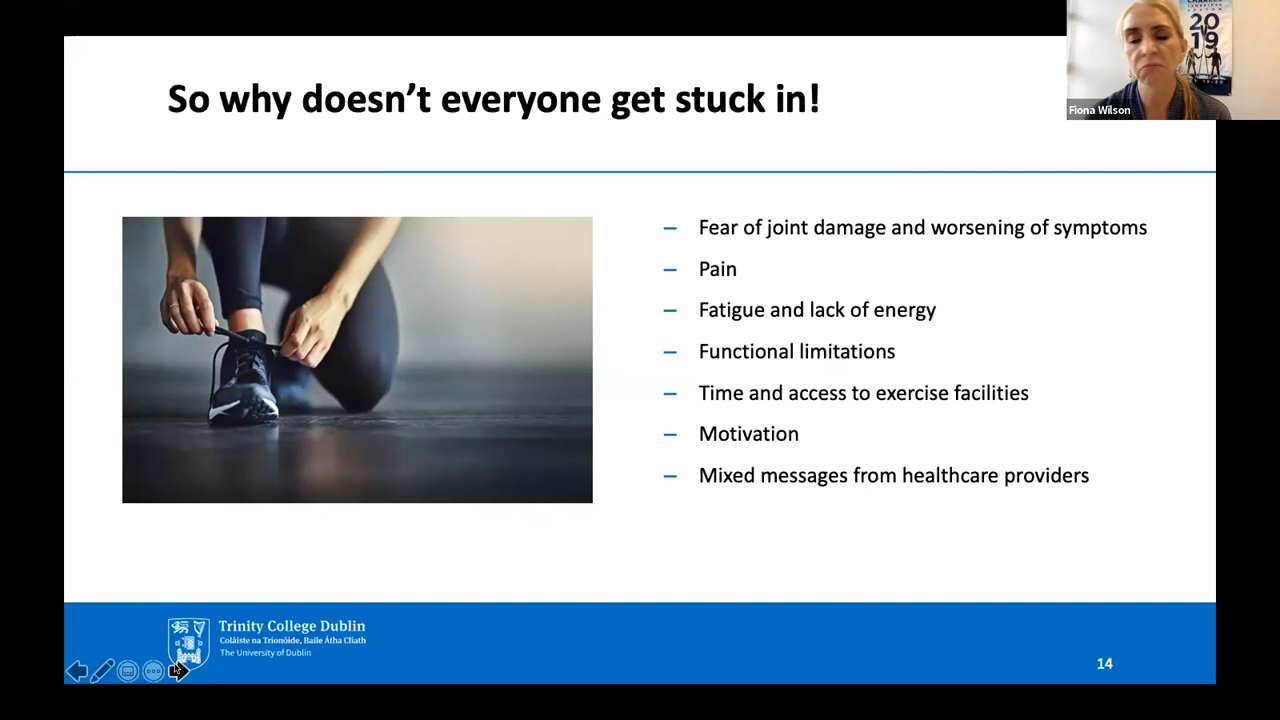 So why doesn't everyone get stuck in!
20
19
Fiona Wilson
– Fear of joint damage and worsening of symptoms
– Pain
– Fatigue and lack of energy
– Functional limitations
– Time and access to exercise facilities
– Motivation
– Mixed messages from healthcare providers
Trinity College Dublin
Coláiste na Tríonóide, Baile Átha Cliath
The University of Dublin
14